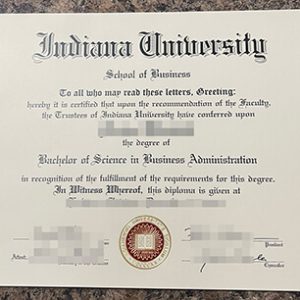 Indiana University
School of Business
To all who may read these letters, Greeting:
hereby it is certified that upon the recommendation of the Faculty,
the Trustees of Indiana University have conferred upon
the degree of
Bachelor of Science in Business Administration
in recognition of the fulfillment of the requirements for this degree.
In Witness Whereof, this diploma is given at
President
Attest
Chancellor